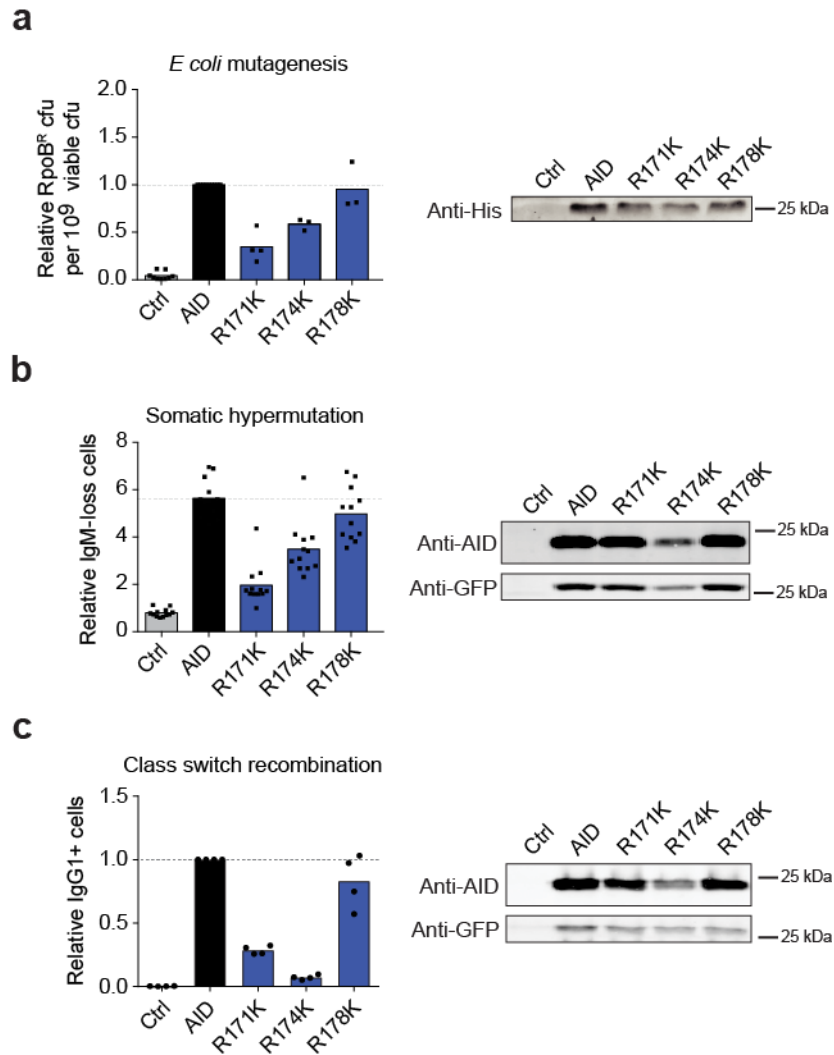 a
E coli mutagenesis
Relative RpoBᴿ cfu
per 10⁹ viable cfu
2.0
1.5
1.0
0.5
0.0
Ctrl
AID
R171K
R174K
R178K
Ctrl
AID
R171K
R174K
R178K
Anti-His
25 kDa
b
Somatic hypermutation
Relative IgM-loss cells
8
6
4
2
0
Ctrl
AID
R171K
R174K
R178K
Ctrl
AID
R171K
R174K
R178K
Anti-AID
25 kDa
Anti-GFP
25 kDa
c
Class switch recombination
Relative IgG1+ cells
1.5
1.0
0.5
0.0
Ctrl
AID
R171K
R174K
R178K
Ctrl
AID
R171K
R174K
R178K
Anti-AID
25 kDa
Anti-GFP
25 kDa